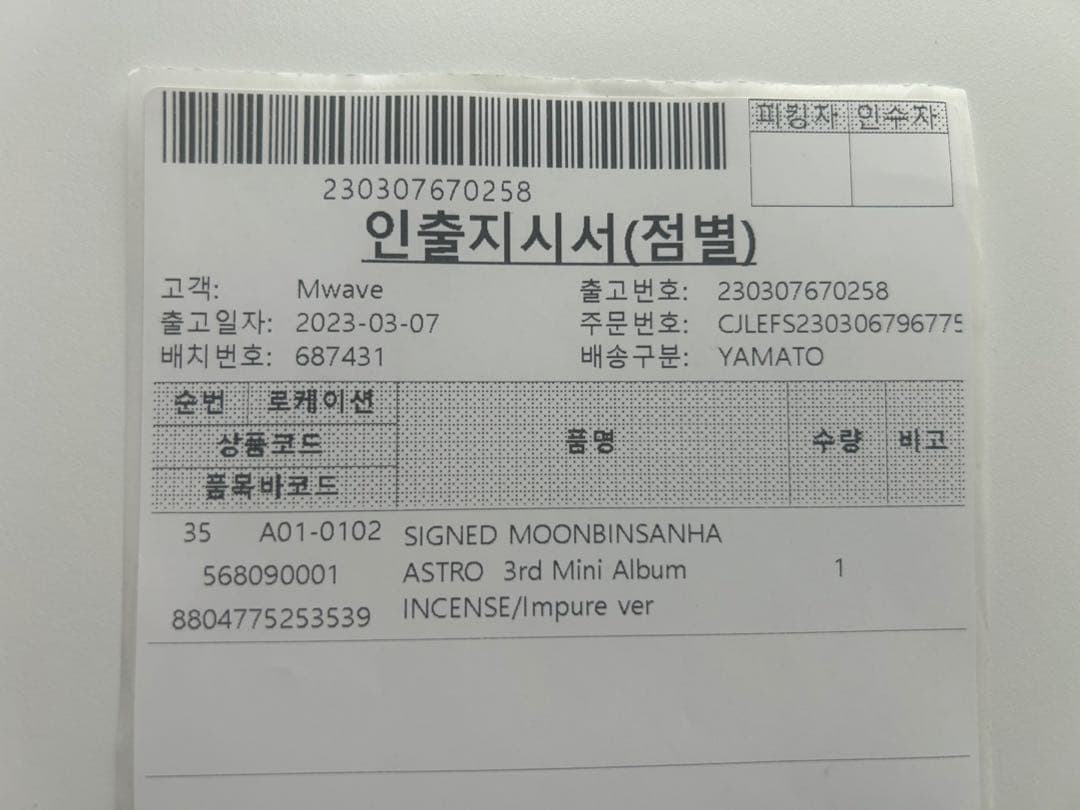 피킹자 인수자
230307670258
인출지시서(점별)
고객: Mwave 출고번호: 230307670258
출고일자: 2023-03-07 주문번호: CJLEFS230306796775
배치번호: 687431 배송구분: YAMATO
순번 로케이션
상품코드 품명 수량 비고
품목바코드
35 A01-0102 SIGNED MOONBINSANHA
568090001 ASTRO 3rd Mini Album 1
8804775253539 INCENSE/Impure ver